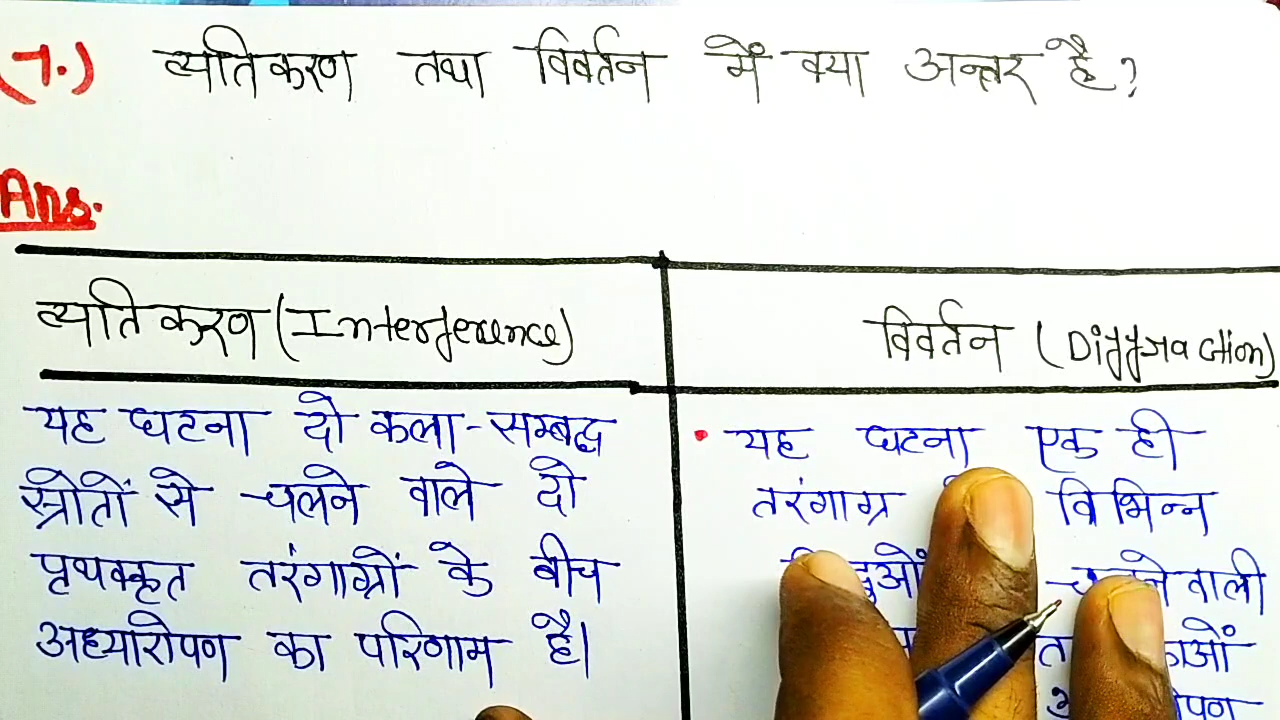 (7.) व्यतिकरण तथा विवर्तन में क्या अन्तर है?
Ans.
व्यतिकरण (Interference)
यह घटना दो कला-सम्बद्ध
स्रोतों से चलने वाले दो
पृथक्कृत तरंगाग्रों के बीच
अध्यारोपण का परिणाम है।
विवर्तन (Diffraction)
• यह घटना एक ही
तरंगाग्र विभिन्न
वाली